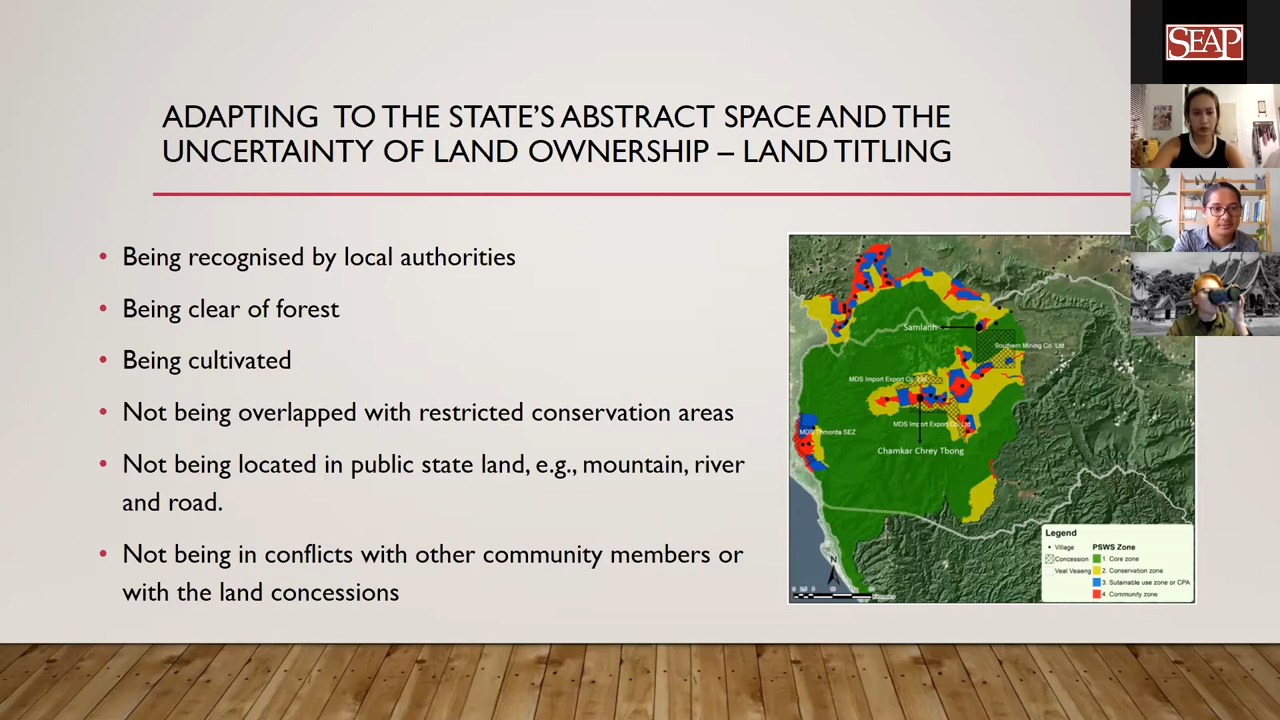 SEAP
ADAPTING TO THE STATE'S ABSTRACT SPACE AND THE
UNCERTAINTY OF LAND OWNERSHIP – LAND TITLING
• Being recognised by local authorities
• Being clear of forest
• Being cultivated
• Not being overlapped with restricted conservation areas
• Not being located in public state land, e.g., mountain, river
and road.
• Not being in conflicts with other community members or
with the land concessions
Samlanh
Southern Mining Co. Ltd
MDS Import Export Co. Ltd
MDS Import Export Co. Ltd
MDS Thmorda SEZ
Chamkar Chrey Tbong
N
Legend
Village
Concession
Veal Veaeng
PSWS Zone
1. Core zone
2. Conservation zone
3. Sutainable use zone or CPA
4. Community zone